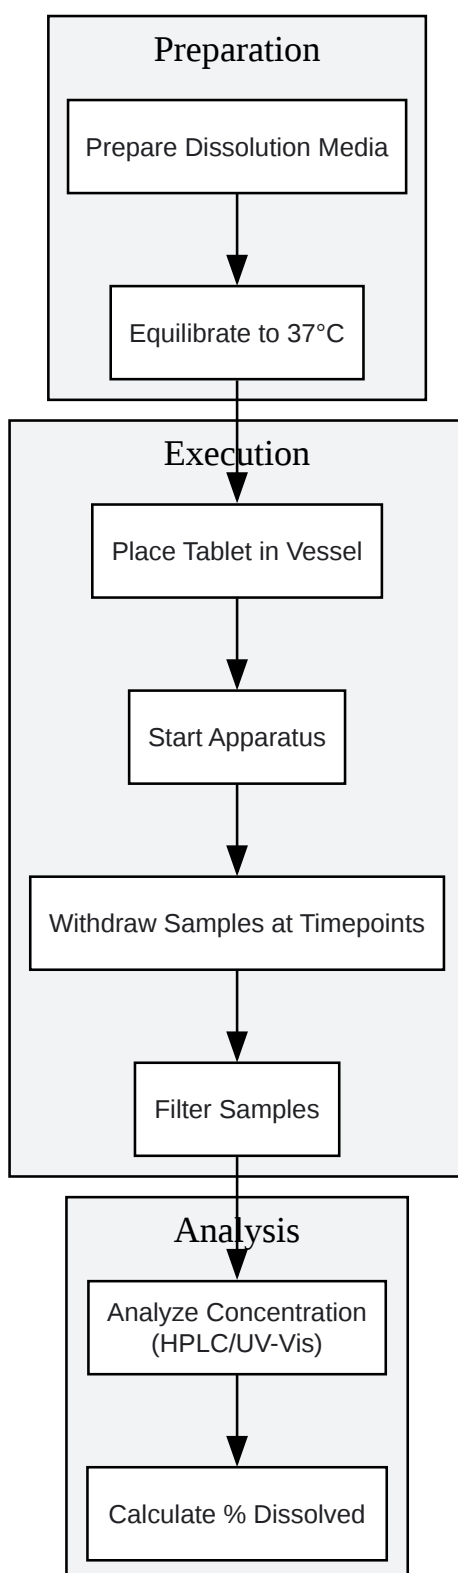 Preparation
Prepare Dissolution Media
Equilibrate to 37°C
Execution
Place Tablet in Vessel
Start Apparatus
Withdraw Samples at Timepoints
Filter Samples
Analysis
Analyze Concentration
(HPLC/UV-Vis)
Calculate % Dissolved